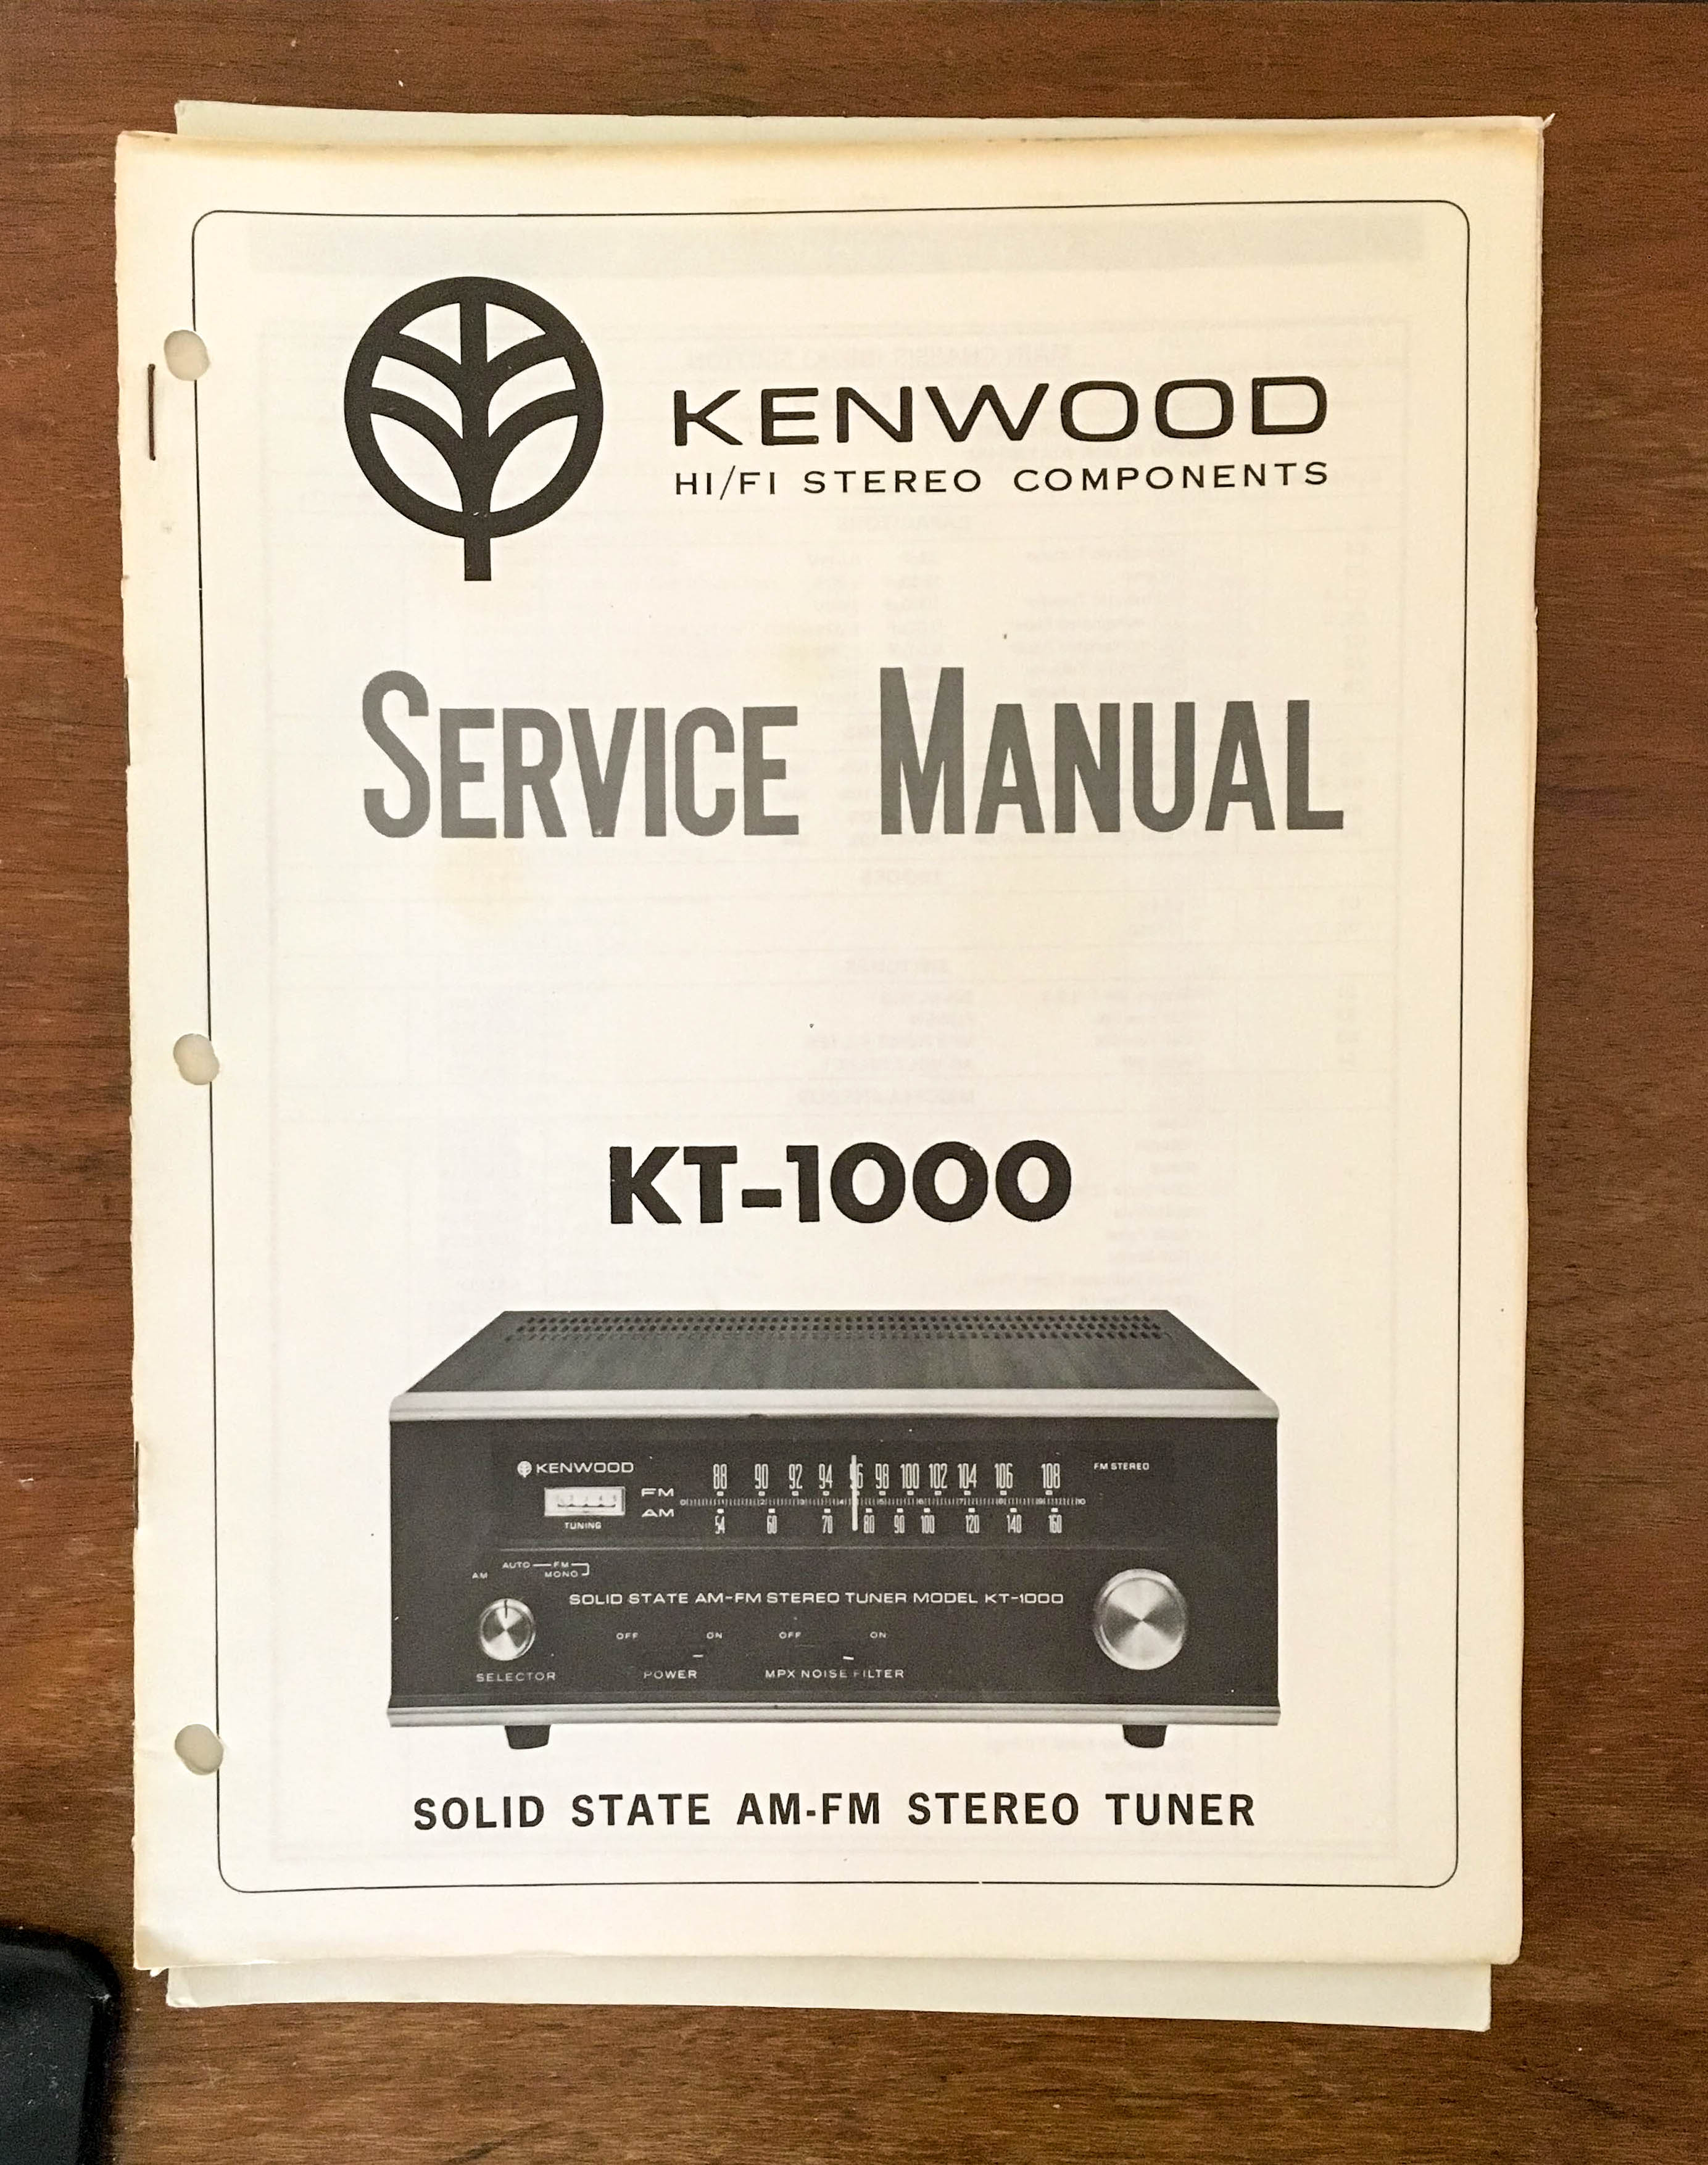 KENWOOD
HI/FI STEREO COMPONENTS
SERVICE MANUAL
KT-1000
KENWOOD
88 90 92 94 96 98 100 102 104 106 108
FM STEREO
FM
0 10
AM
54 60 70 80 90 100 120 140 160
TUNING
AUTO FM
AM MONO
SOLID STATE AM-FM STEREO TUNER MODEL KT-1000
OFF ON OFF ON
SELECTOR POWER MPX NOISE FILTER
SOLID STATE AM-FM STEREO TUNER